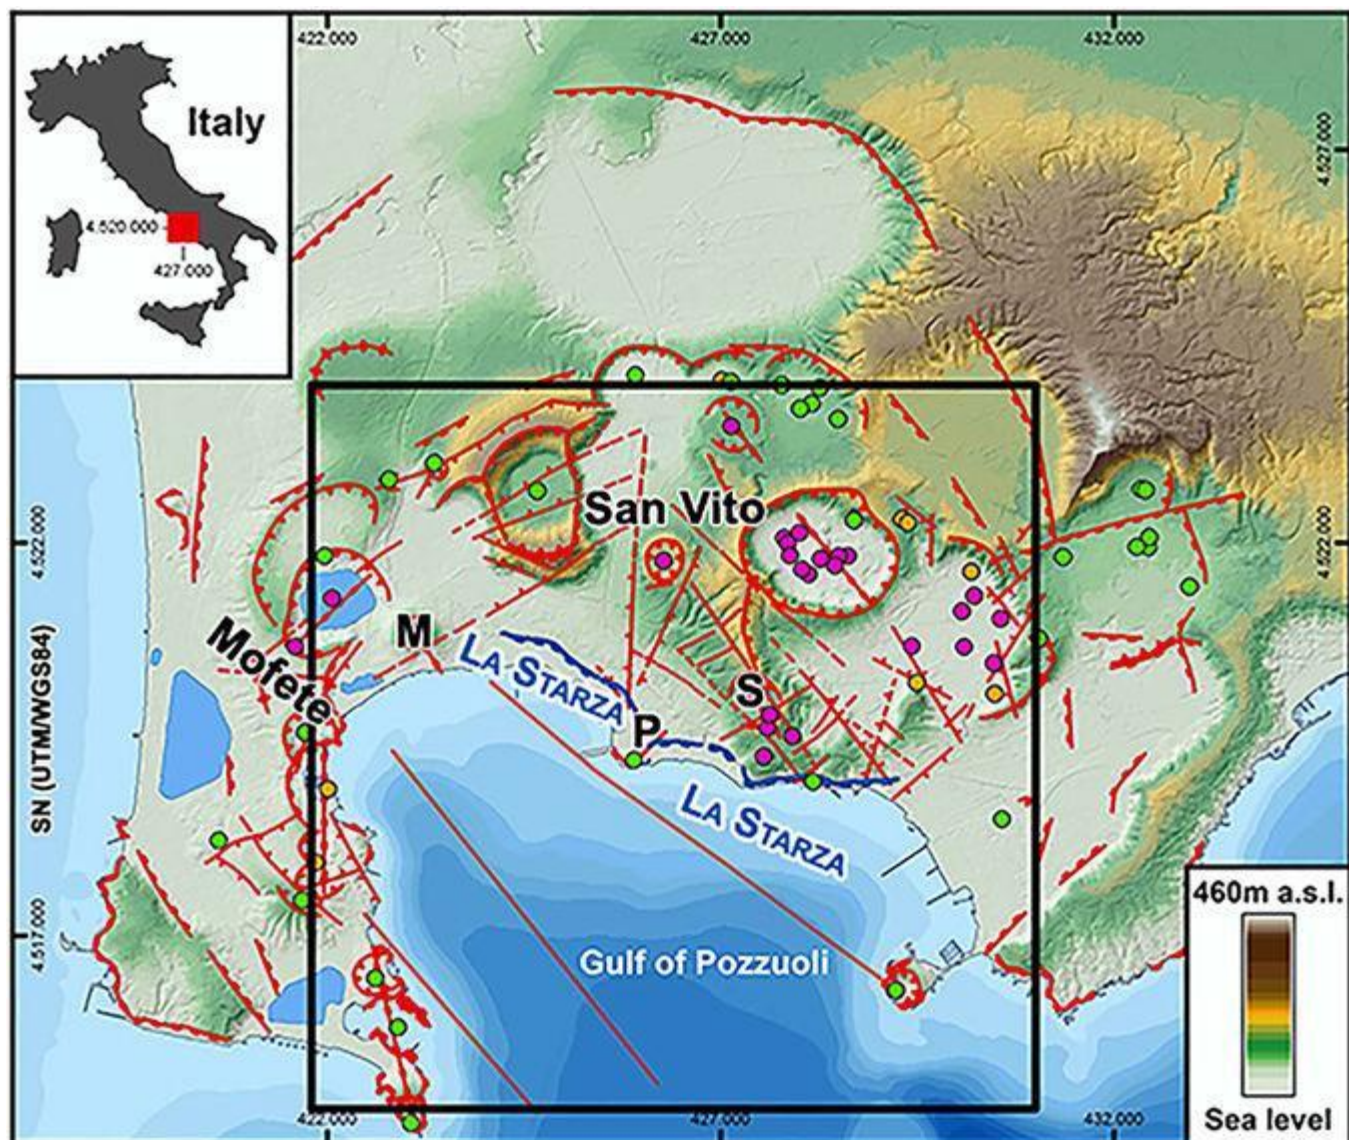 422.000
427.000
432.000
Italy
4.520.000
427.000
4.527.000
San Vito
4.522.000
4.522.000
M
Mofete
LA STARZA
S
P
SN (UTM/WGS84)
LA STARZA
460m a.s.l.
4.517.000
Gulf of Pozzuoli
Sea level
422.000
427.000
432.000